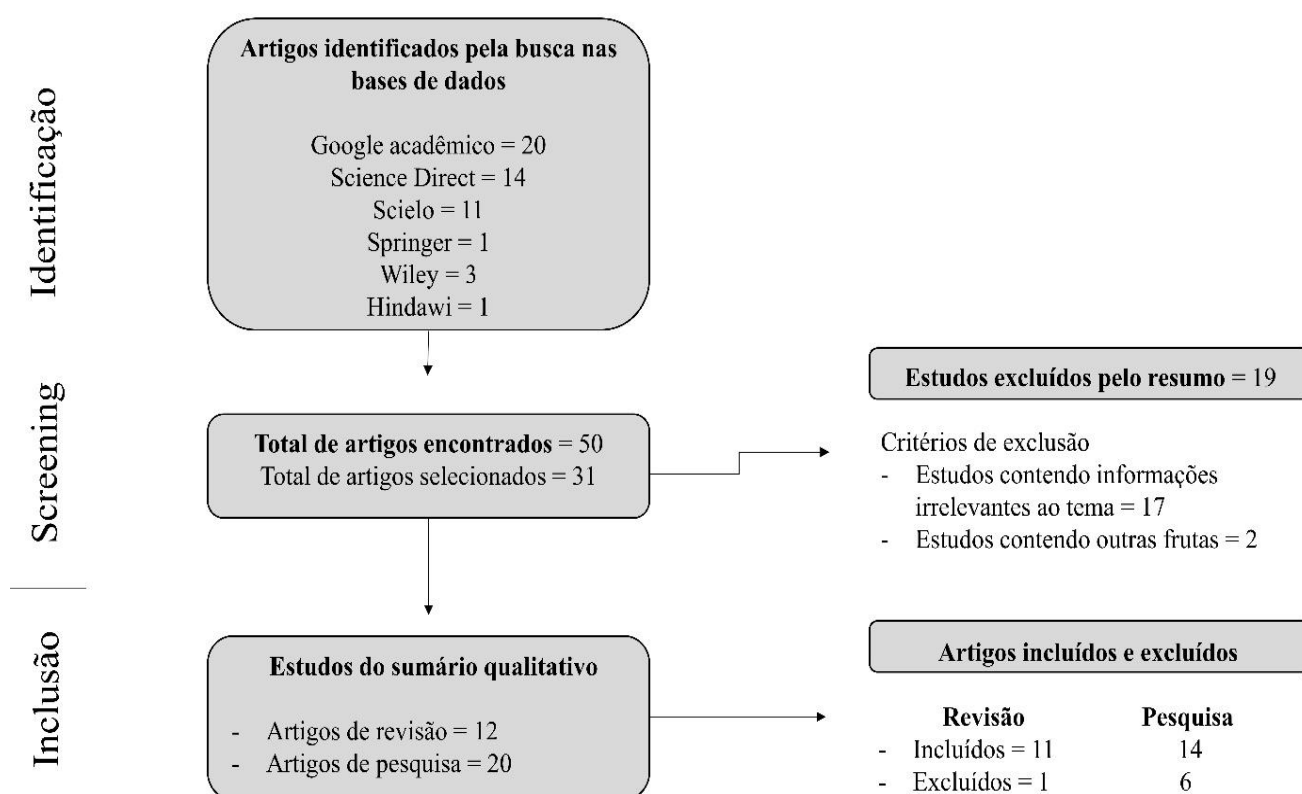 Identificação
Artigos identificados pela busca nas
bases de dados
Google acadêmico = 20
Science Direct = 14
Scielo = 11
Springer = 1
Wiley = 3
Hindawi = 1
Screening
Total de artigos encontrados = 50
Total de artigos selecionados = 31
Estudos excluídos pelo resumo = 19
Critérios de exclusão
- Estudos contendo informações
irrelevantes ao tema = 17
- Estudos contendo outras frutas = 2
Inclusão
Estudos do sumário qualitativo
- Artigos de revisão = 12
- Artigos de pesquisa = 20
Artigos incluídos e excluídos
Revisão Pesquisa
- Incluídos = 11 14
- Excluídos = 1 6